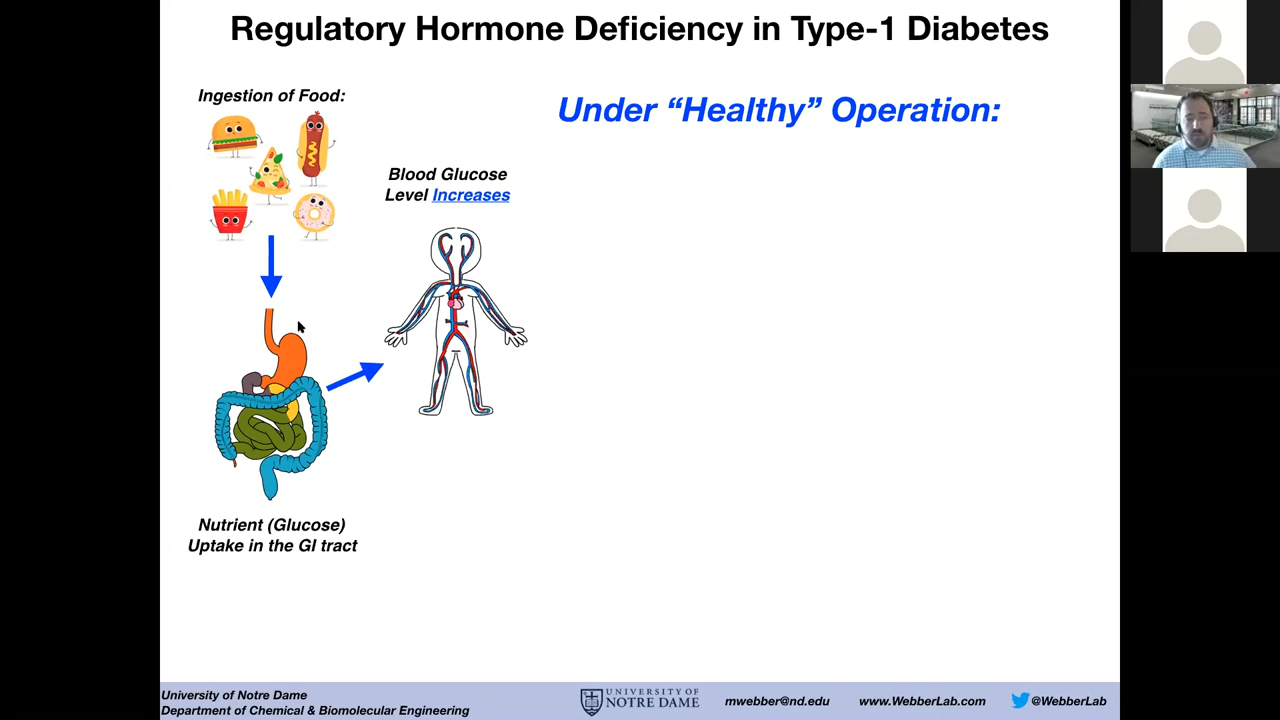 Regulatory Hormone Deficiency in Type-1 Diabetes
Ingestion of Food:
Under “Healthy” Operation:
Blood Glucose
Level Increases
Nutrient (Glucose)
Uptake in the GI tract
University of Notre Dame
Department of Chemical & Biomolecular Engineering
UNIVERSITY OF
NOTRE DAME
mwebber@nd.edu
www.WebberLab.com
@WebberLab